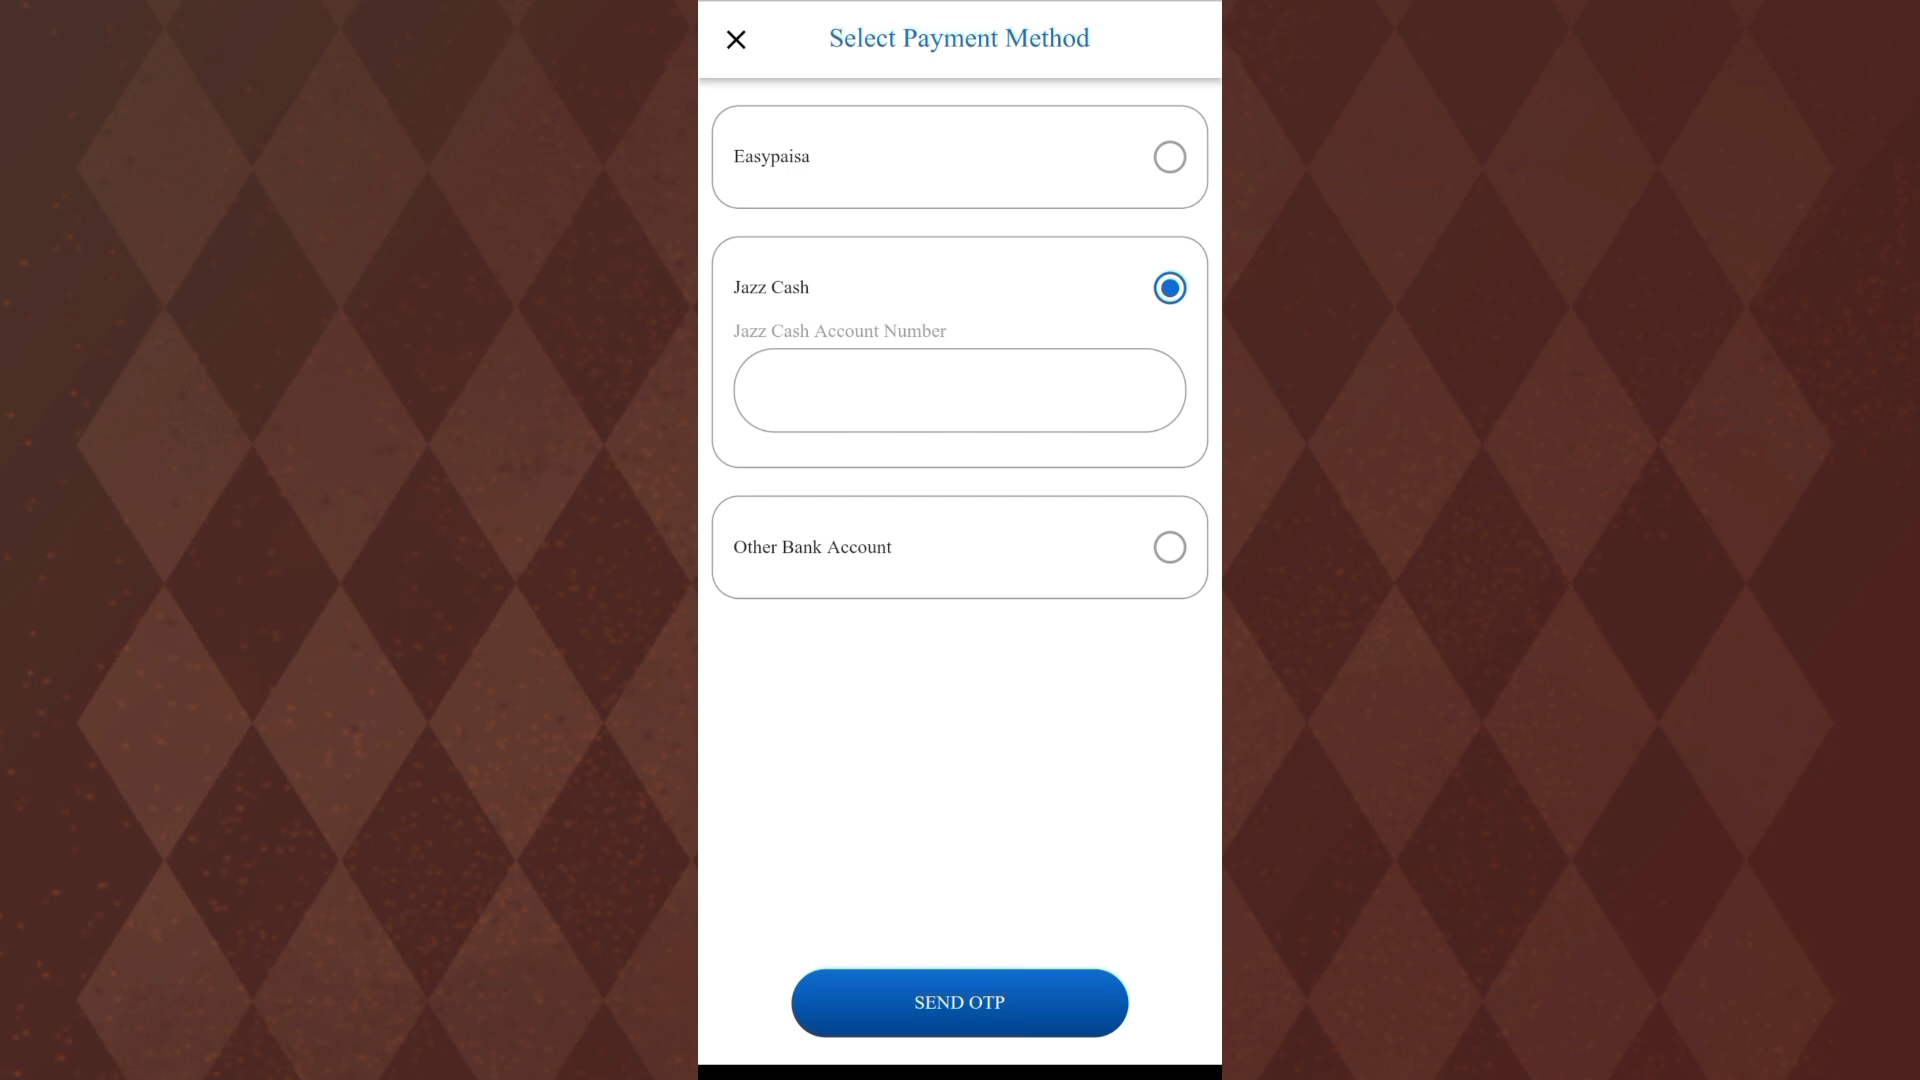 Select Payment Method
Easypaisa
Jazz Cash
Jazz Cash Account Number
Other Bank Account
SEND OTP